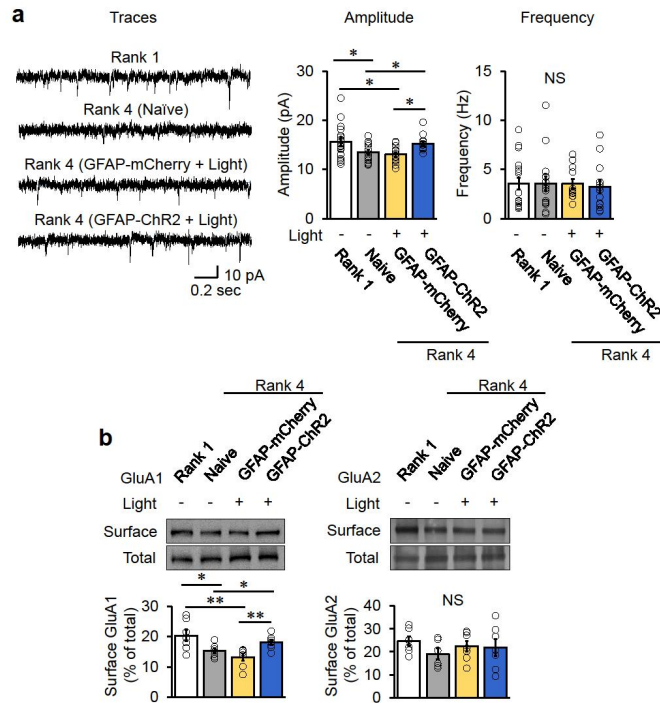 a
Traces
Rank 1
Rank 4 (Naïve)
Rank 4 (GFAP-mCherry + Light)
Rank 4 (GFAP-ChR2 + Light)
10 pA
0.2 sec
Amplitude
Amplitude (pA)
30
20
10
0
*
*
*
*
Light - - + +
Rank 1
Naive
GFAP-mCherry
GFAP-ChR2
Rank 4
Frequency
Frequency (Hz)
15
10
5
0
NS
- - + +
Rank 1
Naive
GFAP-mCherry
GFAP-ChR2
Rank 4
b
Rank 4
GluA1
Rank 1
Naive
GFAP-mCherry
GFAP-ChR2
Light - - + +
Surface
Total
Surface GluA1
(% of total)
30
20
10
0
*
*
**
**
Rank 4
GluA2
Rank 1
Naive
GFAP-mCherry
GFAP-ChR2
Light - - + +
Surface
Total
Surface GluA2
(% of total)
40
30
20
10
0
NS